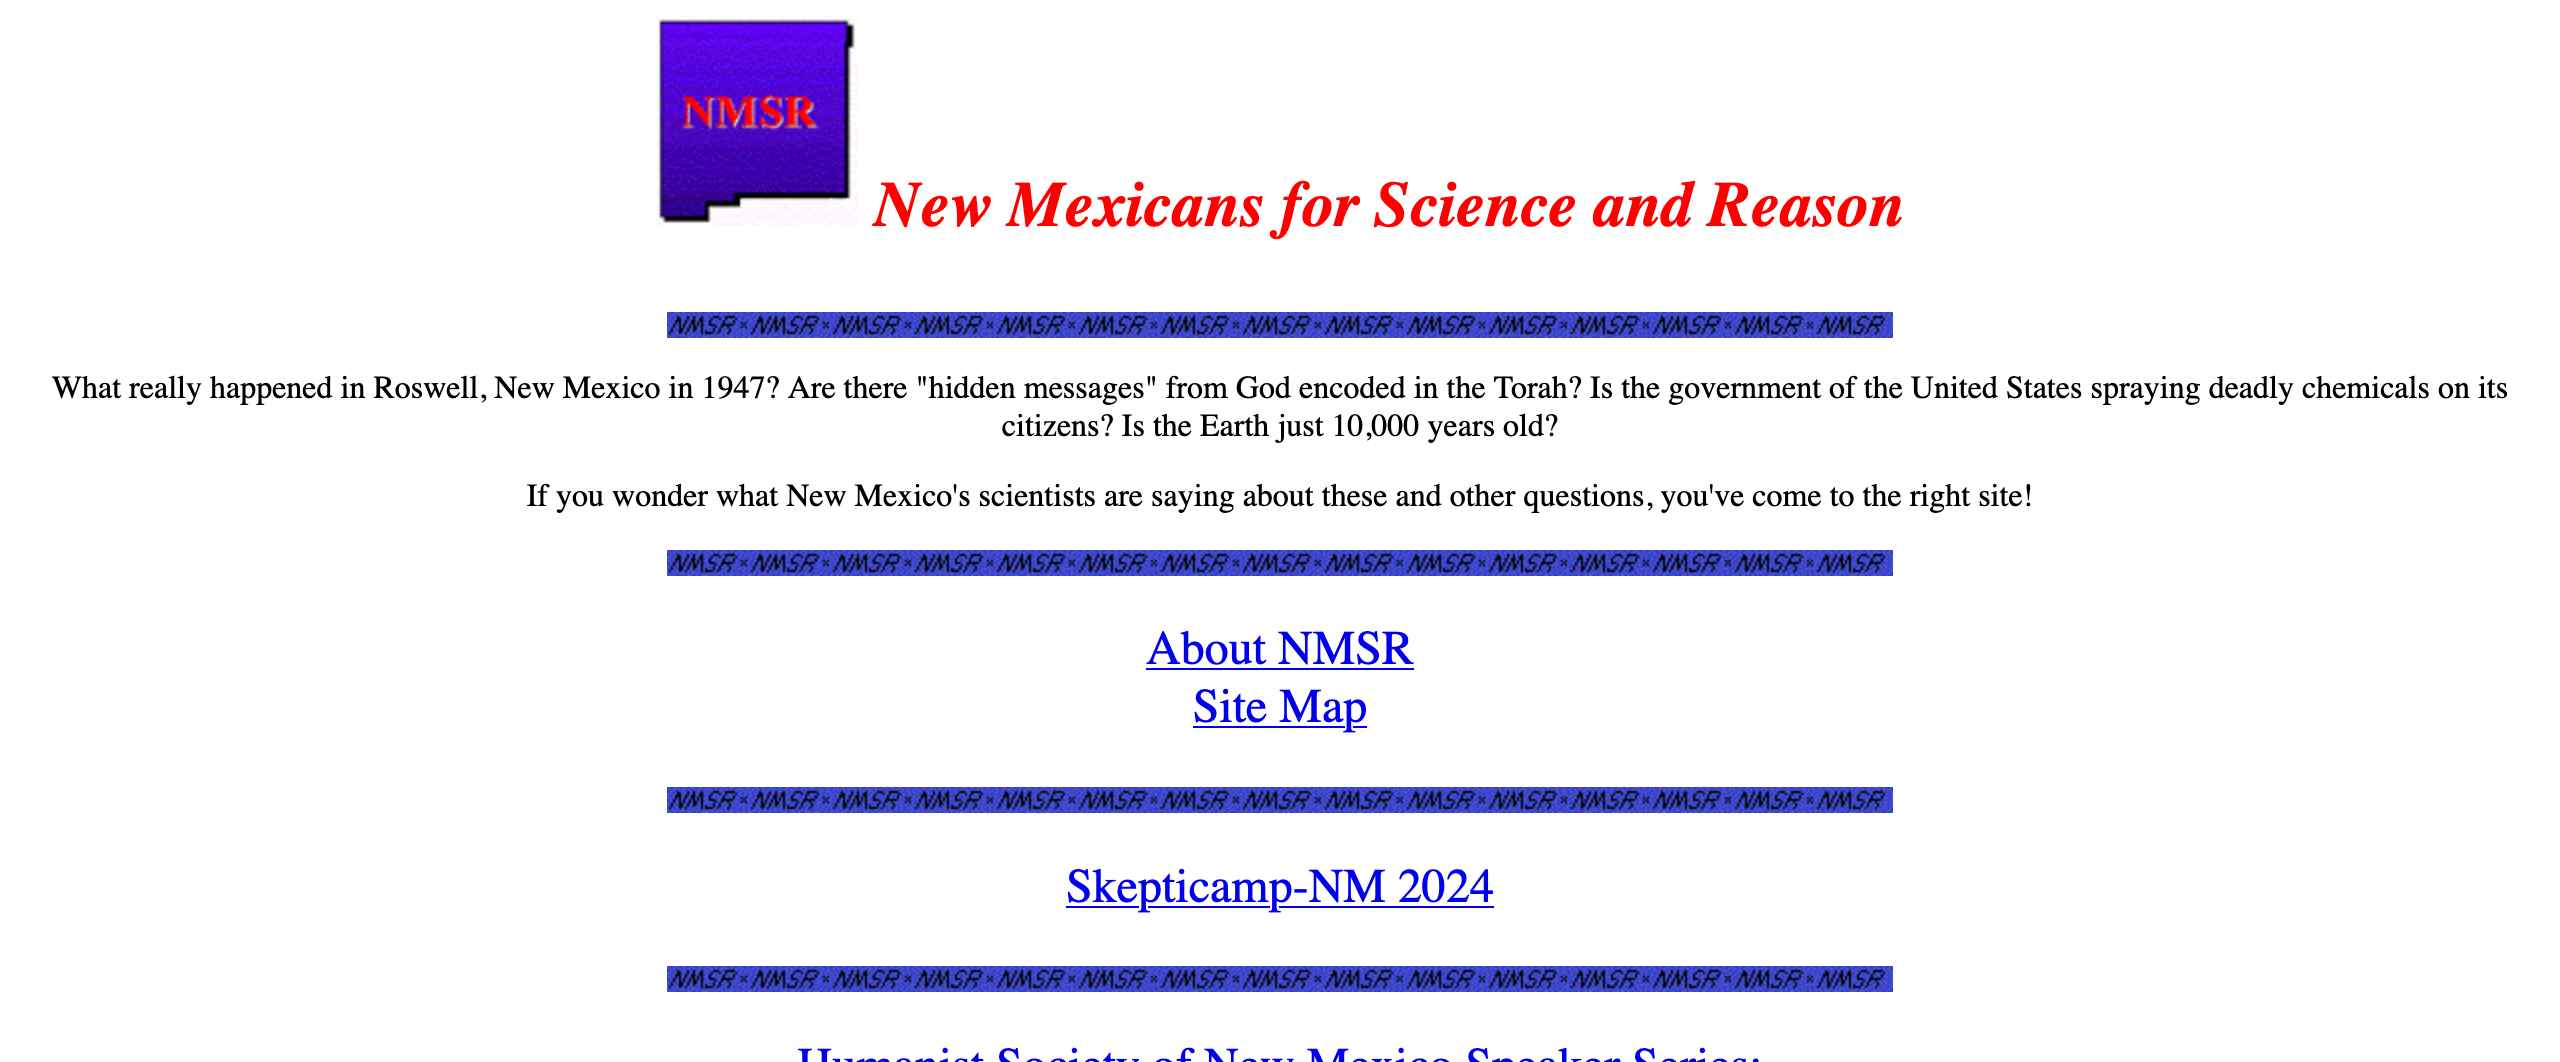 NMSR
New Mexicans for Science and Reason
NMSR × NMSR × NMSR × NMSR × NMSR × NMSR × NMSR × NMSR × NMSR × NMSR × NMSR × NMSR × NMSR × NMSR × NMSR
What really happened in Roswell, New Mexico in 1947? Are there "hidden messages" from God encoded in the Torah? Is the government of the United States spraying deadly chemicals on its
citizens? Is the Earth just 10,000 years old?
If you wonder what New Mexico's scientists are saying about these and other questions, you've come to the right site!
NMSR × NMSR × NMSR × NMSR × NMSR × NMSR × NMSR × NMSR × NMSR × NMSR × NMSR × NMSR × NMSR × NMSR × NMSR
About NMSR
Site Map
NMSR × NMSR × NMSR × NMSR × NMSR × NMSR × NMSR × NMSR × NMSR × NMSR × NMSR × NMSR × NMSR × NMSR × NMSR
Skepticamp-NM 2024
NMSR × NMSR × NMSR × NMSR × NMSR × NMSR × NMSR × NMSR × NMSR × NMSR × NMSR × NMSR × NMSR × NMSR × NMSR
Humanist Society of New Mexico Speaker Series: